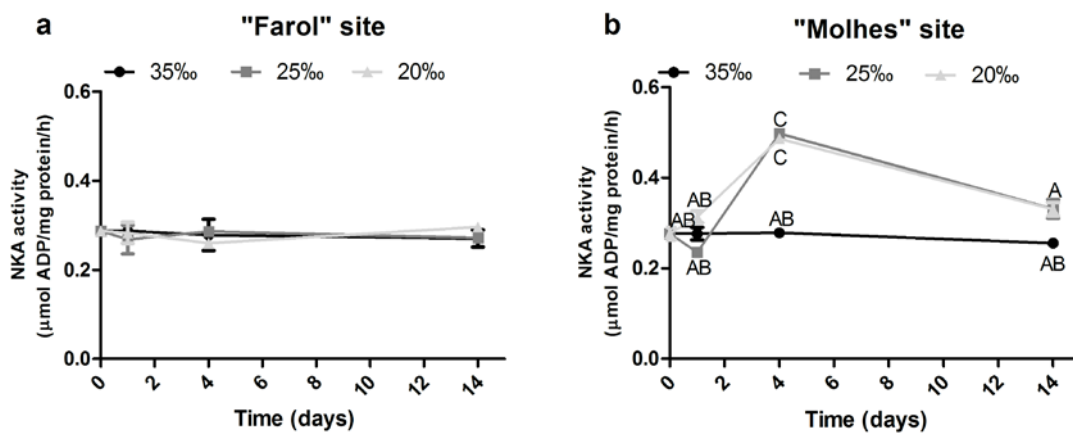 a
"Farol" site
35‰ 25‰ 20‰
NKA activity
(μmol ADP/mg protein/h)
0.6
0.4
0.2
0.0
0 2 4 6 8 10 12 14
Time (days)
b
"Molhes" site
35‰ 25‰ 20‰
NKA activity
(μmol ADP/mg protein/h)
0.6
0.4
0.2
0.0
C
C
AB
AB
AB
A
AB
AB
0 2 4 6 8 10 12 14
Time (days)